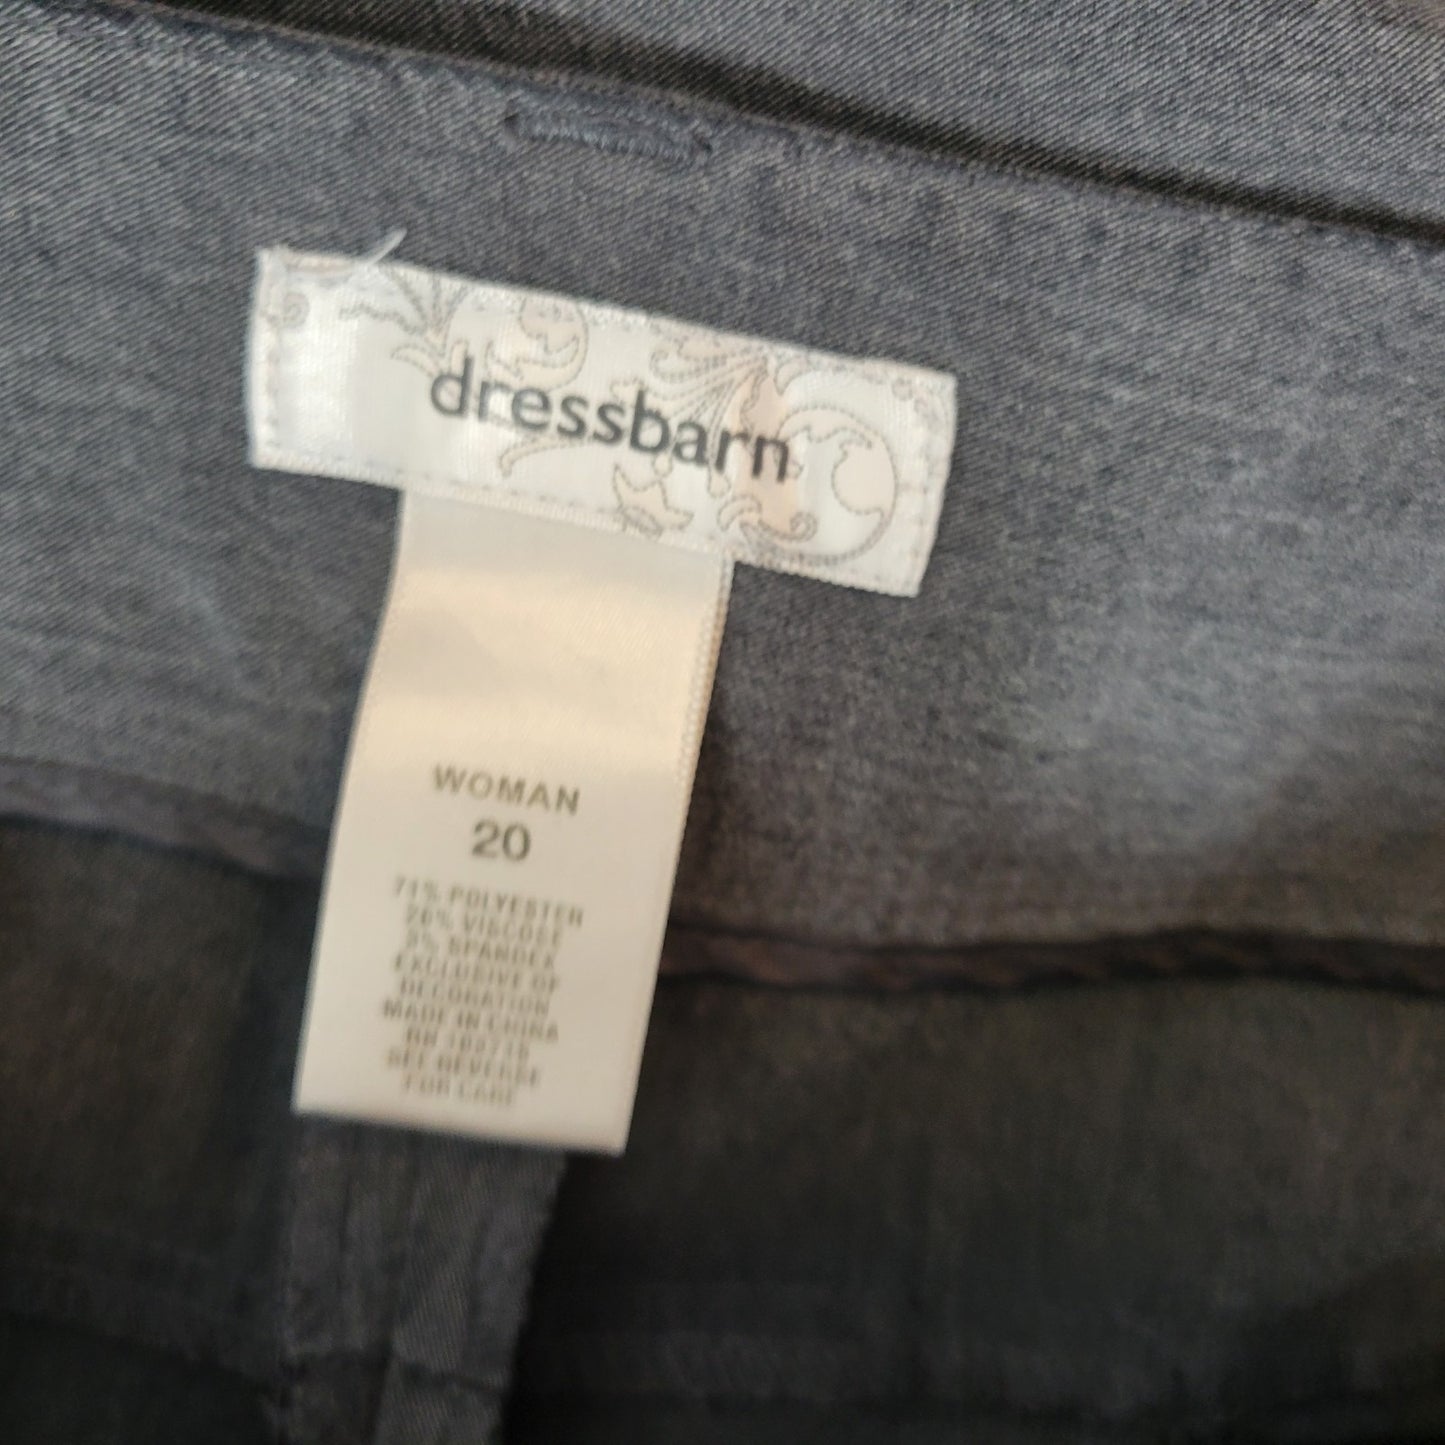 dressbarn
WOMAN
20
71% POLYESTER
26% VISCOSE
3% SPANDEX
EXCLUSIVE OF
DECORATION
MADE IN CHINA
RN
SEE REVERSE
FOR CARE